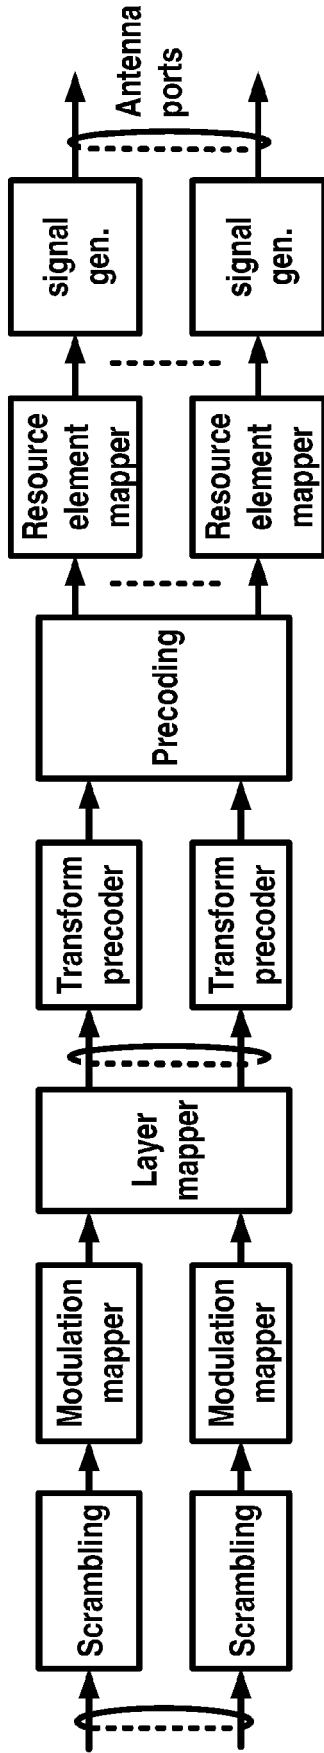 Scrambling
Scrambling
Modulation
mapper
Modulation
mapper
Layer
mapper
Transform
precoder
Transform
precoder
Precoding
Resource
element
mapper
Resource
element
mapper
signal
gen.
signal
gen.
Antenna
ports